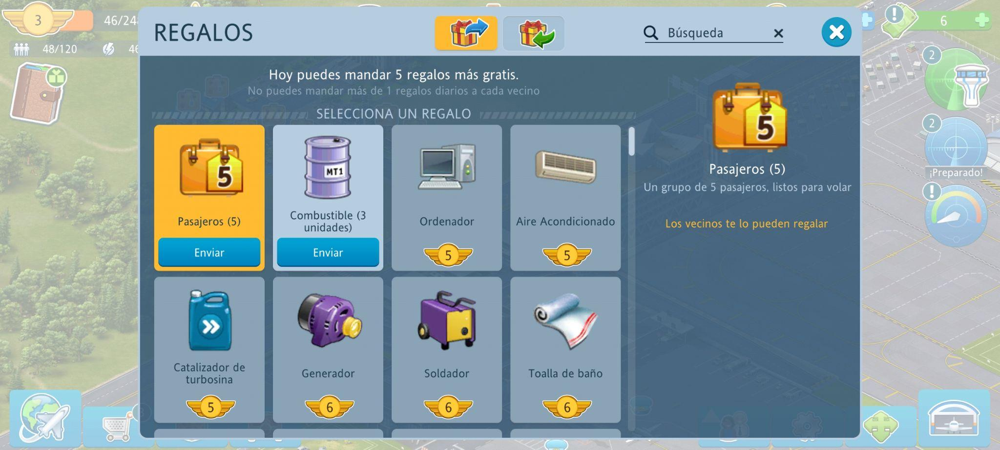 3
46/24
48/120
46
REGALOS
Búsqueda
6
Hoy puedes mandar 5 regalos más gratis.
No puedes mandar más de 1 regalos diarios a cada vecino
SELECCIONA UN REGALO
5
Pasajeros (5)
Enviar
MT1
Combustible (3
unidades)
Enviar
Ordenador
5
Aire Acondicionado
5
Catalizador de
turbosina
5
Generador
6
Soldador
6
Toalla de baño
6
5
Pasajeros (5)
Un grupo de 5 pasajeros, listos para volar
Los vecinos te lo pueden regalar
!
2
2
¡Preparado!
!